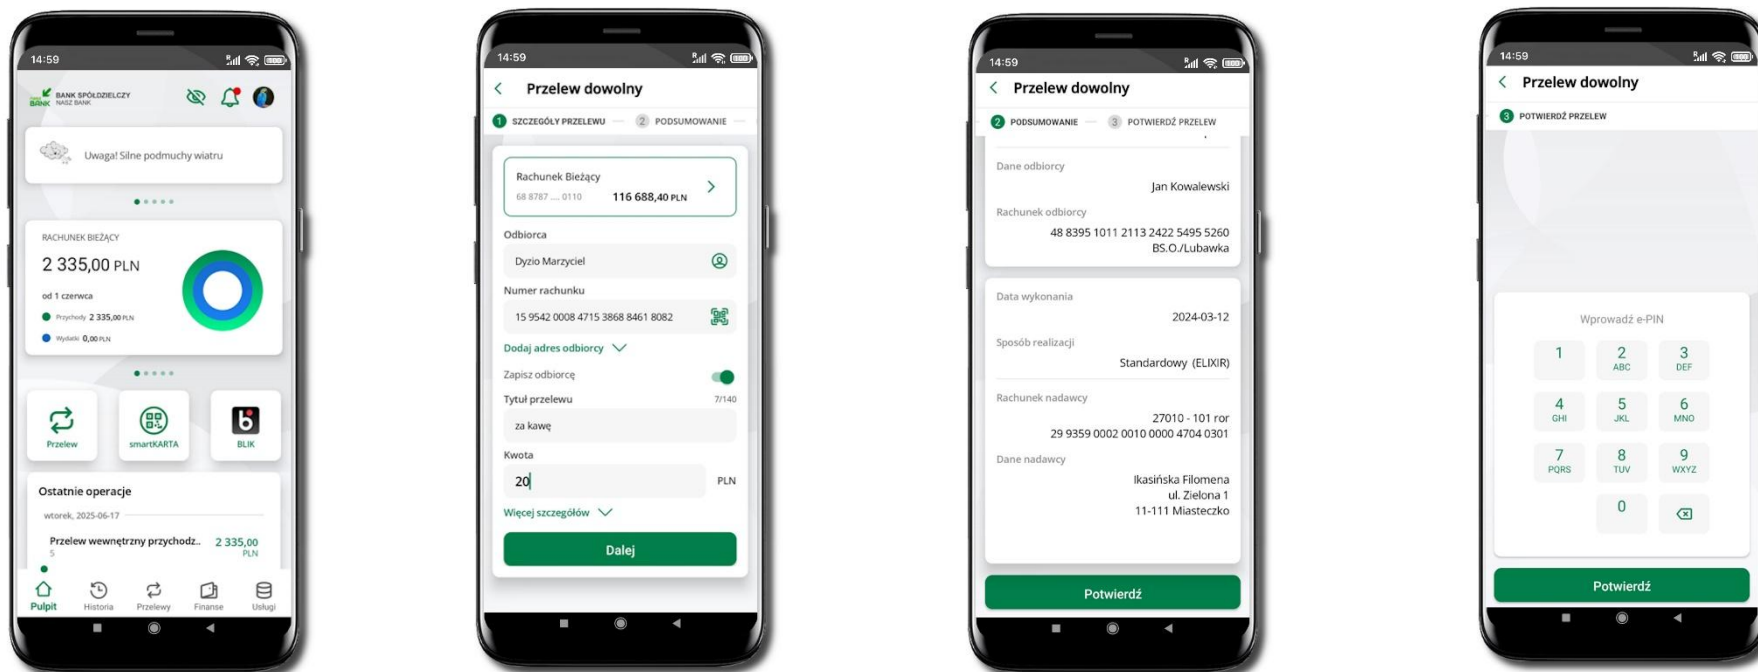 14:59
NASZ BANK
BANK SPÓŁDZIELCZY
NASZ BANK
Uwaga! Silne podmuchy wiatru
RACHUNEK BIEŻĄCY
2 335,00 PLN
od 1 czerwca
Przychody 2 335,00 PLN
Wydatki 0,00 PLN
Przelew
smartKARTA
BLIK
Ostatnie operacje
wtorek, 2025-06-17
Przelew wewnętrzny przychodz.. 2 335,00
S PLN
Pulpit Historia Przelewy Finanse Usługi
14:59
Przelew dowolny
1 SZCZEGÓŁY PRZELEWU 2 PODSUMOWANIE
Rachunek Bieżący
68 8787 .... 0110 116 688,40 PLN
Odbiorca
Dyzio Marzyciel
Numer rachunku
15 9542 0008 4715 3868 8461 8082
Dodaj adres odbiorcy
Zapisz odbiorcę
Tytuł przelewu 7/140
za kawę
Kwota
20 PLN
Więcej szczegółów
Dalej
14:59
Przelew dowolny
2 PODSUMOWANIE 3 POTWIERDŹ PRZELEW
Dane odbiorcy
Jan Kowalewski
Rachunek odbiorcy
48 8395 1011 2113 2422 5495 5260
BS.O./Lubawka
Data wykonania
2024-03-12
Sposób realizacji
Standardowy (ELIXIR)
Rachunek nadawcy
27010 - 101 ror
29 9359 0002 0010 0000 4704 0301
Dane nadawcy
Ikasińska Filomena
ul. Zielona 1
11-111 Miasteczko
Potwierdź
14:59
Przelew dowolny
3 POTWIERDŹ PRZELEW
Wprowadź e-PIN
1 2 3
ABC DEF
4 5 6
GHI JKL MNO
7 8 9
PQRS TUV WXYZ
0
Potwierdź